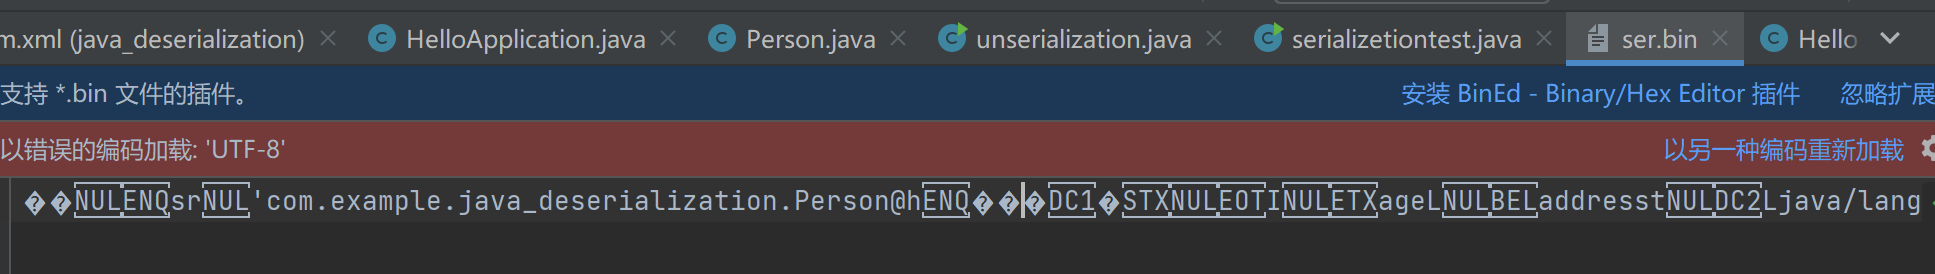 m.xml (java_deserialization) HelloApplication.java Person.java unserialization.java serializetiontest.java ser.bin Hello
支持 *.bin 文件的插件。 安装 BinEd - Binary/Hex Editor 插件 忽略扩展
以错误的编码加载: 'UTF-8' 以另一种编码重新加载
��NULENQsrNUL'com.example.java_deserialization.Person@hENQ���DC1�STXNULEOTINULETXageLNULBELaddresstNULDC2Ljava/lang